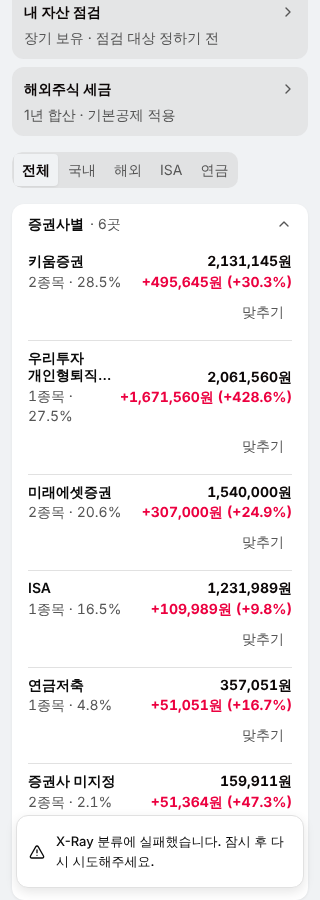 내 자산 점검
장기 보유 · 점검 대상 정하기 전
해외주식 세금
1년 합산 · 기본공제 적용
전체 국내 해외 ISA 연금
증권사별 · 6곳
키움증권 2,131,145원
2종목 · 28.5% +495,645원 (+30.3%)
맞추기
우리투자
개인형퇴직... 2,061,560원
1종목 · +1,671,560원 (+428.6%)
27.5%
맞추기
미래에셋증권 1,540,000원
2종목 · 20.6% +307,000원 (+24.9%)
맞추기
ISA 1,231,989원
1종목 · 16.5% +109,989원 (+9.8%)
맞추기
연금저축 357,051원
1종목 · 4.8% +51,051원 (+16.7%)
맞추기
증권사 미지정 159,911원
2종목 · 2.1% +51,364원 (+47.3%)
X-Ray 분류에 실패했습니다. 잠시 후 다
시 시도해주세요.